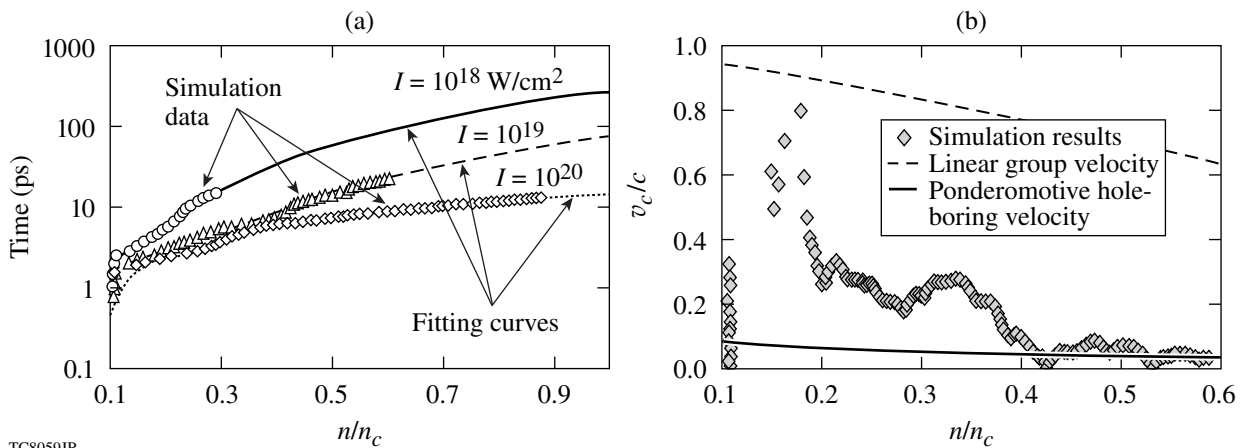 (a)
1000
100
10
1
0.1
Time (ps)
Simulation
data
I = 10^18 W/cm^2
I = 10^19
I = 10^20
Fitting curves
0.1 0.3 0.5 0.7 0.9
n/n_c
(b)
1.0
0.8
0.6
0.4
0.2
0.0
v_c/c
Simulation results
Linear group velocity
Ponderomotive hole-
boring velocity
0.1 0.2 0.3 0.4 0.5 0.6
n/n_c
TC8059JR